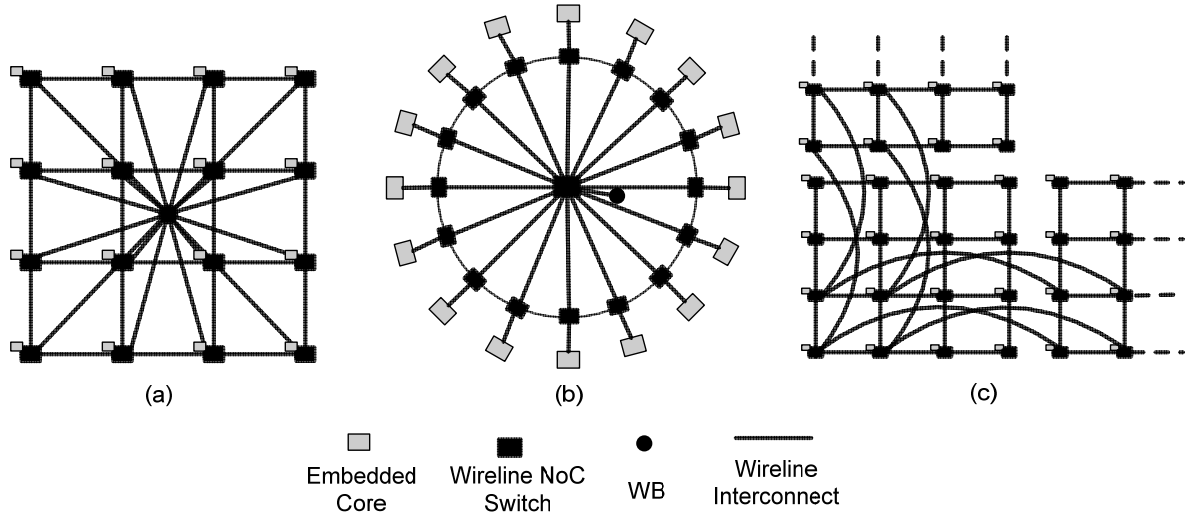 (a)
(b)
(c)
Embedded
Core
Wireline NoC
Switch
WB
Wireline
Interconnect